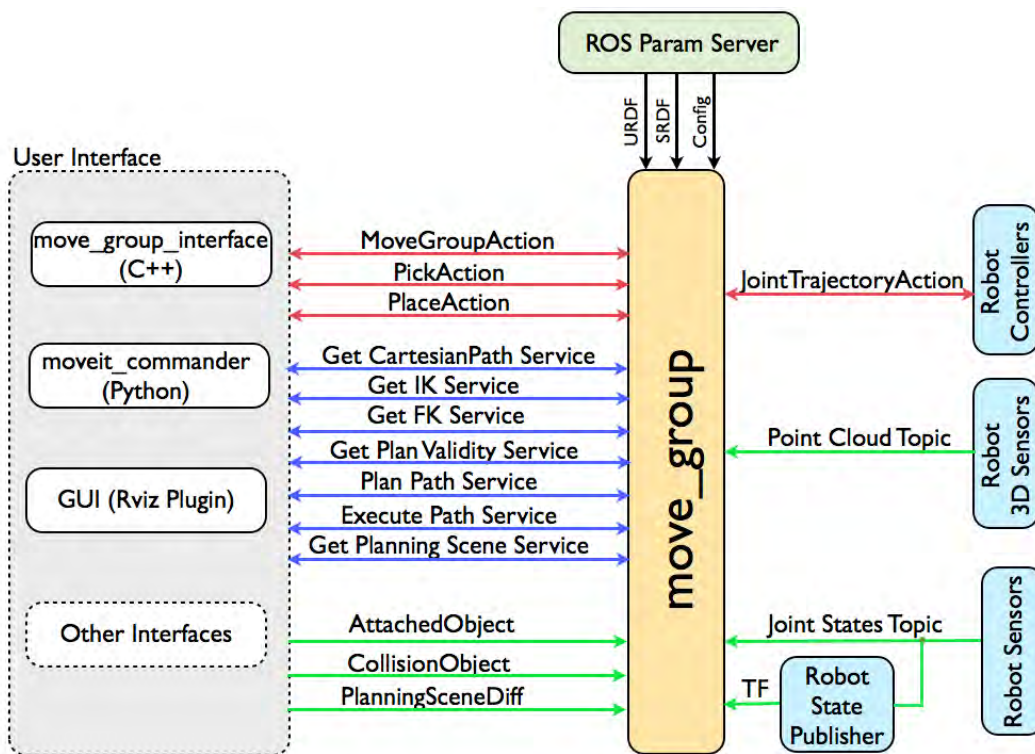 ROS Param Server
URDF
SRDF
Config
User Interface
move_group_interface
(C++)
moveit_commander
(Python)
GUI (Rviz Plugin)
Other Interfaces
MoveGroupAction
PickAction
PlaceAction
Get CartesianPath Service
Get IK Service
Get FK Service
Get Plan Validity Service
Plan Path Service
Execute Path Service
Get Planning Scene Service
AttachedObject
CollisionObject
PlanningSceneDiff
move_group
JointTrajectoryAction
Robot
Controllers
Point Cloud Topic
Robot
3D Sensors
Joint States Topic
Robot Sensors
TF
Robot
State
Publisher